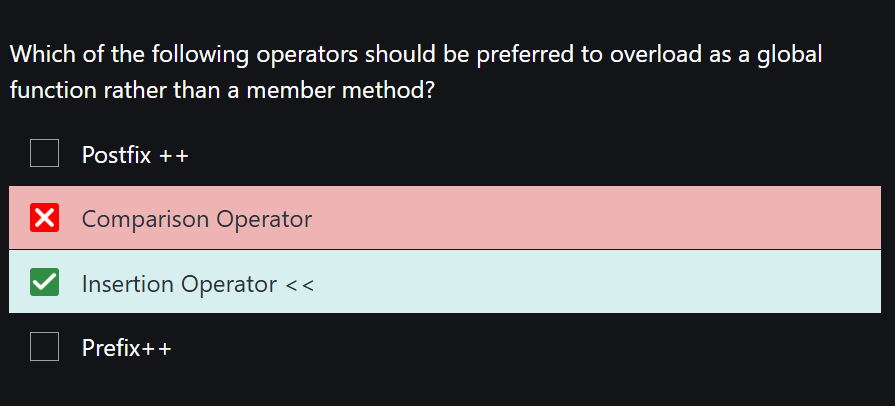 Which of the following operators should be preferred to overload as a global
function rather than a member method?
Postfix ++
Comparison Operator
Insertion Operator <<
Prefix++